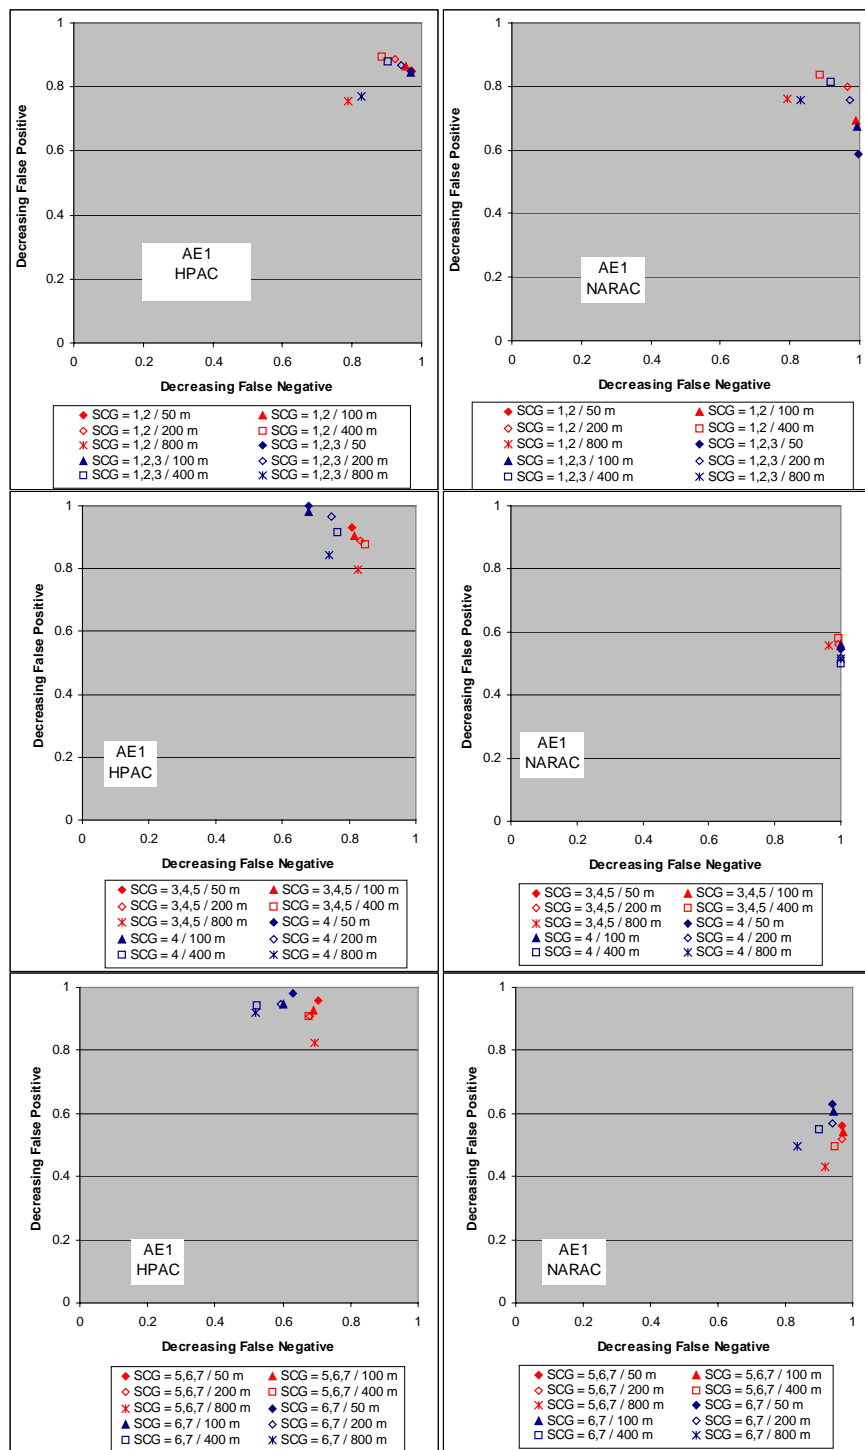 1
0.8
0.6
0.4
0.2
0
Decreasing False Positive
AE1
HPAC
0 0.2 0.4 0.6 0.8 1
Decreasing False Negative
SCG = 1,2 / 50 m SCG = 1,2 / 100 m
SCG = 1,2 / 200 m SCG = 1,2 / 400 m
SCG = 1,2 / 800 m SCG = 1,2,3 / 50
SCG = 1,2,3 / 100 m SCG = 1,2,3 / 200 m
SCG = 1,2,3 / 400 m SCG = 1,2,3 / 800 m
1
0.8
0.6
0.4
0.2
0
Decreasing False Positive
AE1
NARAC
0 0.2 0.4 0.6 0.8 1
Decreasing False Negative
SCG = 1,2 / 50 m SCG = 1,2 / 100 m
SCG = 1,2 / 200 m SCG = 1,2 / 400 m
SCG = 1,2 / 800 m SCG = 1,2,3 / 50
SCG = 1,2,3 / 100 m SCG = 1,2,3 / 200 m
SCG = 1,2,3 / 400 m SCG = 1,2,3 / 800 m
1
0.8
0.6
0.4
0.2
0
Decreasing False Positive
AE1
HPAC
0 0.2 0.4 0.6 0.8 1
Decreasing False Negative
SCG = 3,4,5 / 50 m SCG = 3,4,5 / 100 m
SCG = 3,4,5 / 200 m SCG = 3,4,5 / 400 m
SCG = 3,4,5 / 800 m SCG = 4 / 50 m
SCG = 4 / 100 m SCG = 4 / 200 m
SCG = 4 / 400 m SCG = 4 / 800 m
1
0.8
0.6
0.4
0.2
0
Decreasing False Positive
AE1
NARAC
0 0.2 0.4 0.6 0.8 1
Decreasing False Negative
SCG = 3,4,5 / 50 m SCG = 3,4,5 / 100 m
SCG = 3,4,5 / 200 m SCG = 3,4,5 / 400 m
SCG = 3,4,5 / 800 m SCG = 4 / 50 m
SCG = 4 / 100 m SCG = 4 / 200 m
SCG = 4 / 400 m SCG = 4 / 800 m
1
0.8
0.6
0.4
0.2
0
Decreasing False Positive
AE1
HPAC
0 0.2 0.4 0.6 0.8 1
Decreasing False Negative
SCG = 5,6,7 / 50 m SCG = 5,6,7 / 100 m
SCG = 5,6,7 / 200 m SCG = 5,6,7 / 400 m
SCG = 5,6,7 / 800 m SCG = 6,7 / 50 m
SCG = 6,7 / 100 m SCG = 6,7 / 200 m
SCG = 6,7 / 400 m SCG = 6,7 / 800 m
1
0.8
0.6
0.4
0.2
0
Decreasing False Positive
AE1
NARAC
0 0.2 0.4 0.6 0.8 1
Decreasing False Negative
SCG = 5,6,7 / 50 m SCG = 5,6,7 / 100 m
SCG = 5,6,7 / 200 m SCG = 5,6,7 / 400 m
SCG = 5,6,7 / 800 m SCG = 6,7 / 50 m
SCG = 6,7 / 100 m SCG = 6,7 / 200 m
SCG = 6,7 / 400 m SCG = 6,7 / 800 m